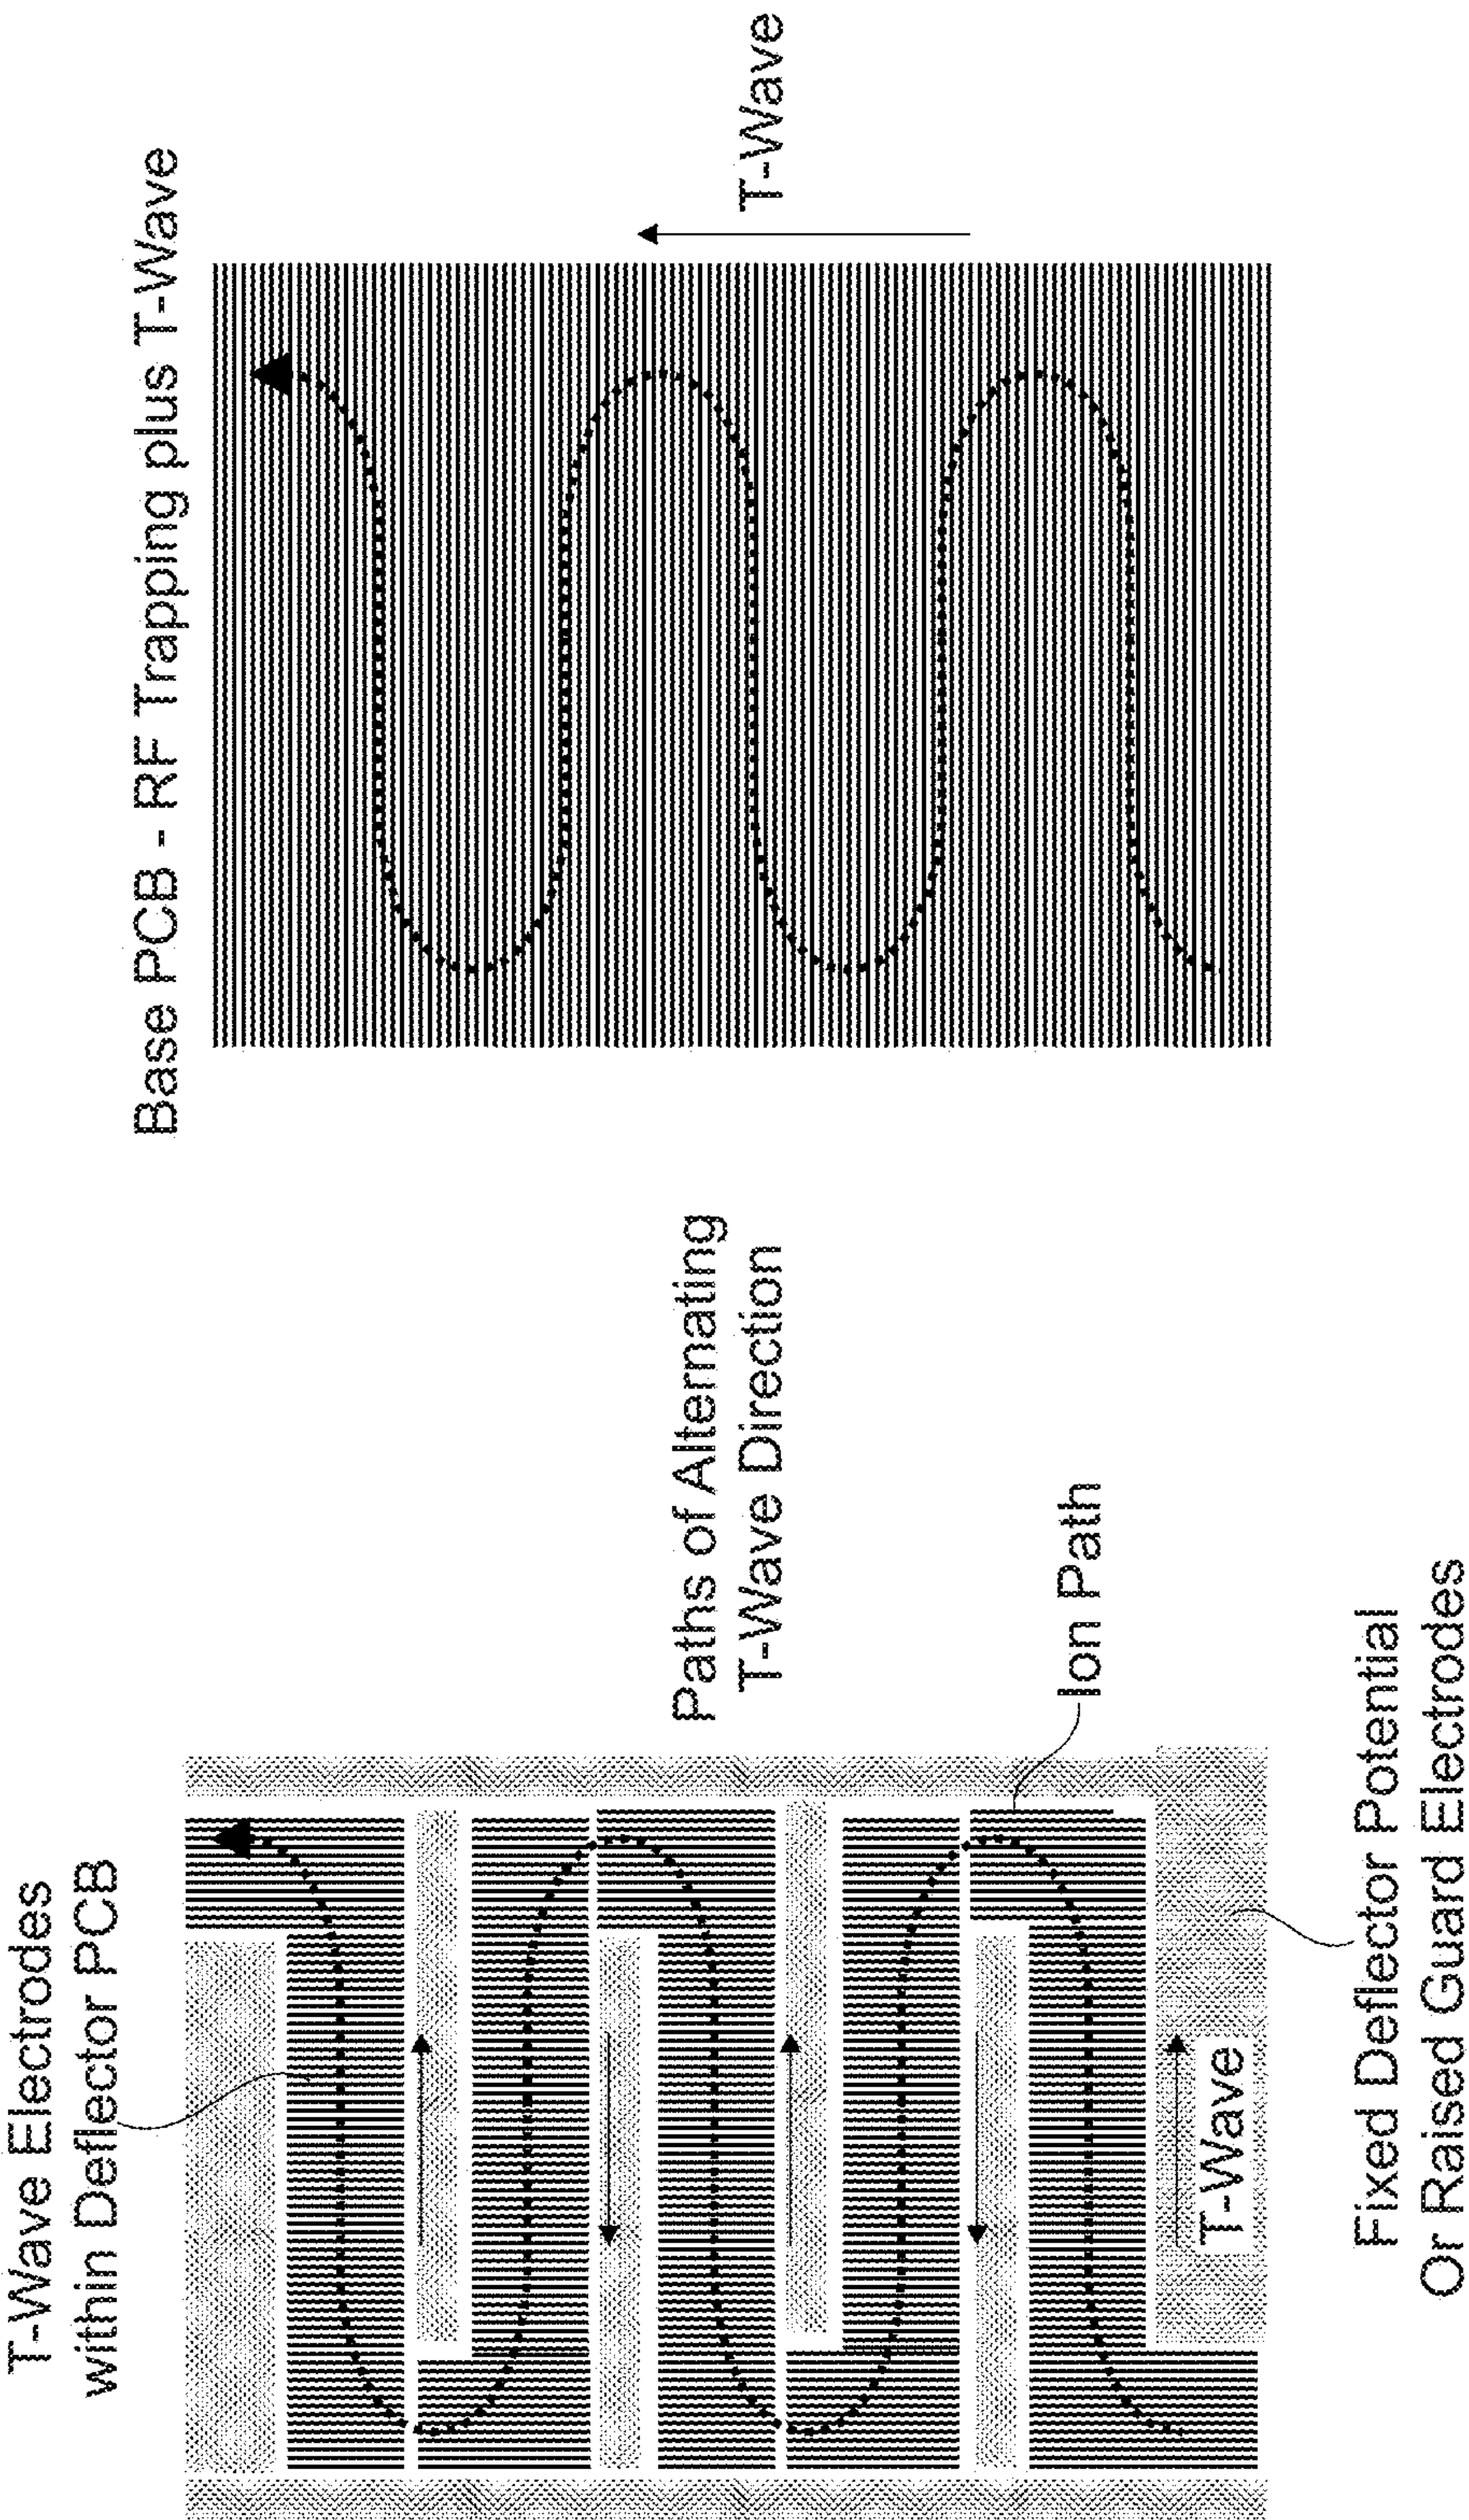 T-Wave Electrodes
within Deflector PCB
T-Wave
Fixed Deflector Potential
Or Raised Guard Electrodes
Ion Path
Paths of Alternating
T-Wave Direction
Base PCB - RF Trapping plus T-Wave
T-Wave